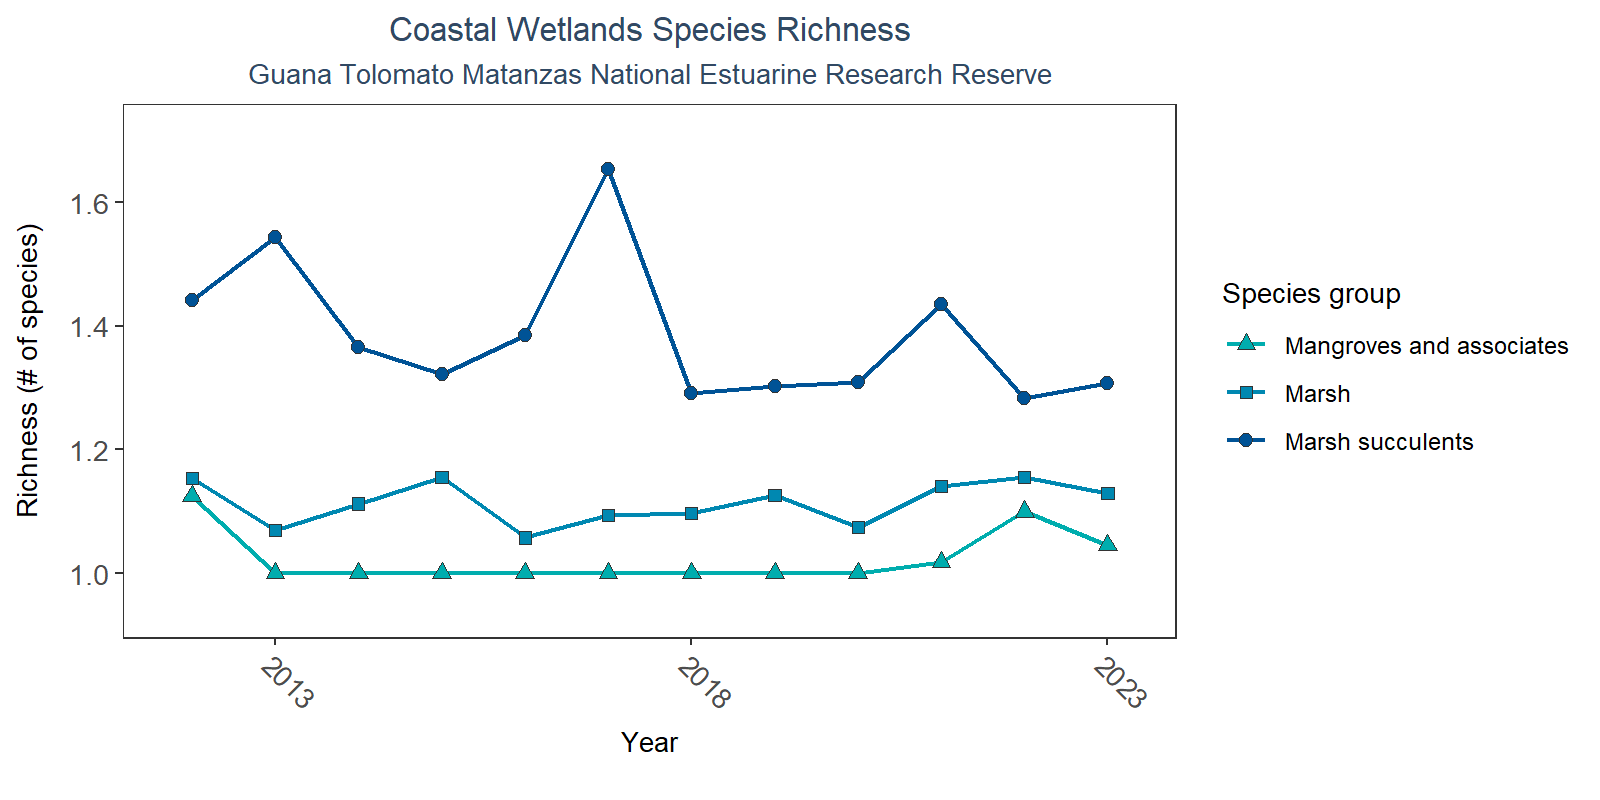 Coastal Wetlands Species Richness
Guana Tolomato Matanzas National Estuarine Research Reserve
Richness (# of species)
1.6
1.4
1.2
1.0
2013
2018
2023
Year
Species group
Mangroves and associates
Marsh
Marsh succulents